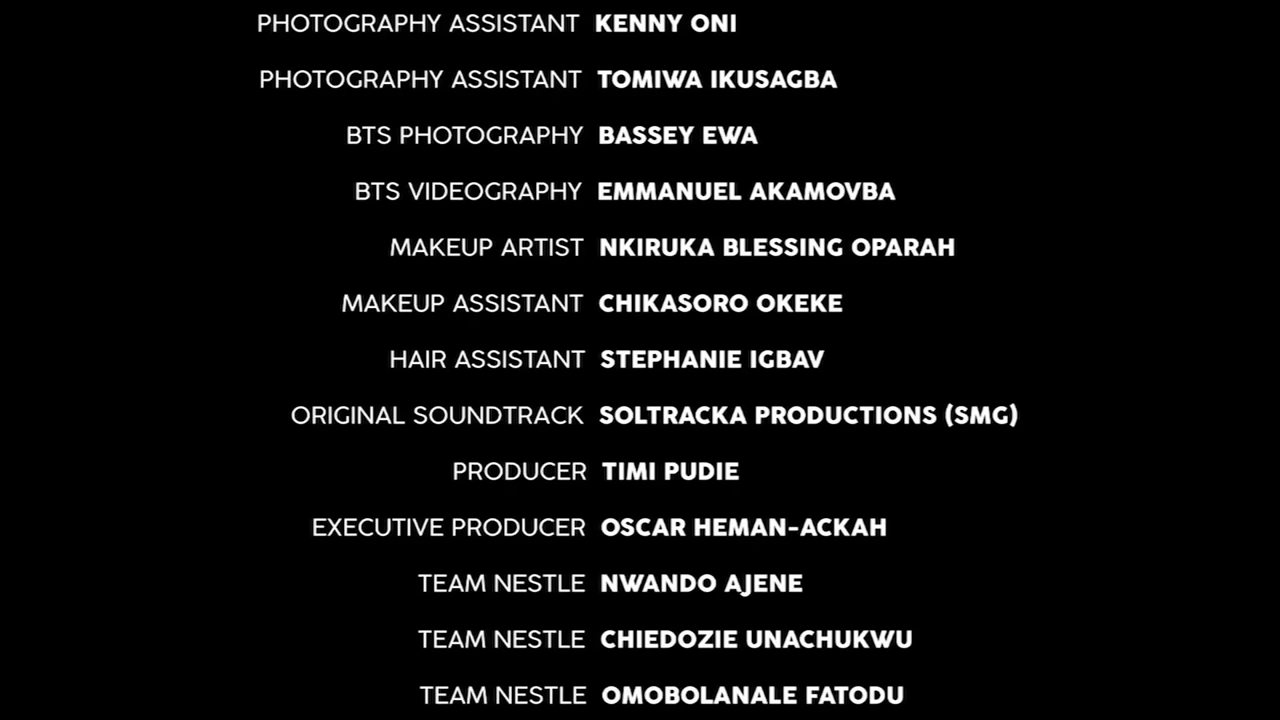 PHOTOGRAPHY ASSISTANT KENNY ONI
PHOTOGRAPHY ASSISTANT TOMIWA IKUSAGBA
BTS PHOTOGRAPHY BASSEY EWA
BTS VIDEOGRAPHY EMMANUEL AKAMOVBA
MAKEUP ARTIST NKIRUKA BLESSING OPARAH
MAKEUP ASSISTANT CHIKASORO OKEKE
HAIR ASSISTANT STEPHANIE IGBAV
ORIGINAL SOUNDTRACK SOLTRACKA PRODUCTIONS (SMG)
PRODUCER TIMI PUDIE
EXECUTIVE PRODUCER OSCAR HEMAN-ACKAH
TEAM NESTLE NWANDO AJENE
TEAM NESTLE CHIEDOZIE UNACHUKWU
TEAM NESTLE OMOBOLANALE FATODU